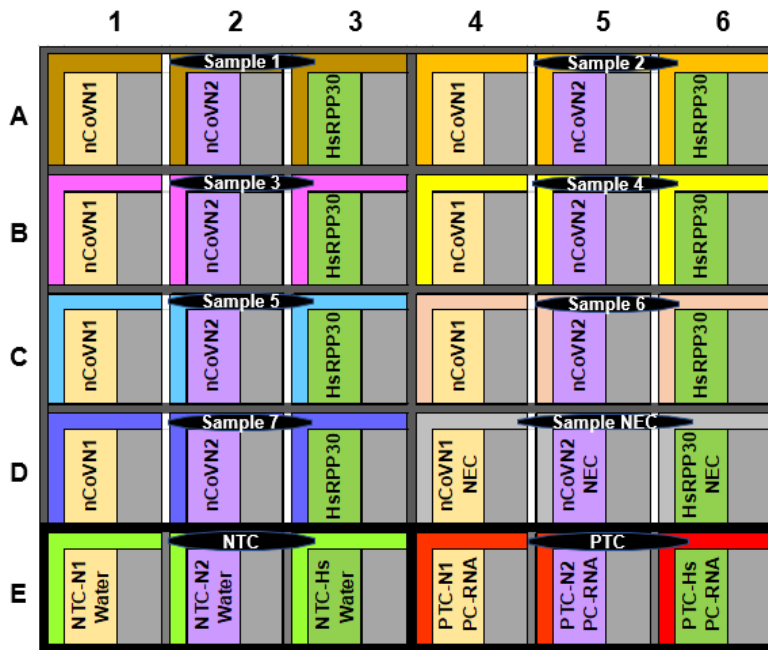 1 2 3 4 5 6
Sample 1 Sample 2
A nCoVN1 nCoVN2 HsRPP30 nCoVN1 nCoVN2 HsRPP30
Sample 3 Sample 4
B nCoVN1 nCoVN2 HsRPP30 nCoVN1 nCoVN2 HsRPP30
Sample 5 Sample 6
C nCoVN1 nCoVN2 HsRPP30 nCoVN1 nCoVN2 HsRPP30
Sample 7 Sample NEC
D nCoVN1 nCoVN2 HsRPP30 nCoVN1 NEC nCoVN2 NEC HsRPP30 NEC
NTC PTC
E NTC-N1 Water NTC-N2 Water NTC-Hs Water PTC-N1 PC-RNA PTC-N2 PC-RNA PTC-Hs PC-RNA